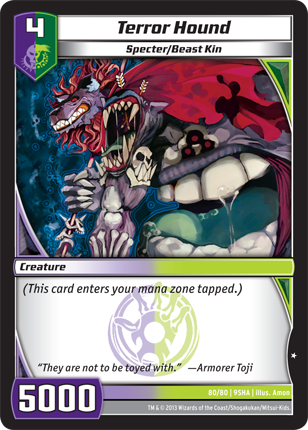 4
Terror Hound
Specter/Beast Kin
Creature
(This card enters your mana zone tapped.)
“They are not to be toyed with.” —Armorer Toji
5000
80/80 | 9SHA | Illus. Amon
TM & © 2013 Wizards of the Coast/Shogakukan/Mitsui-Kids.